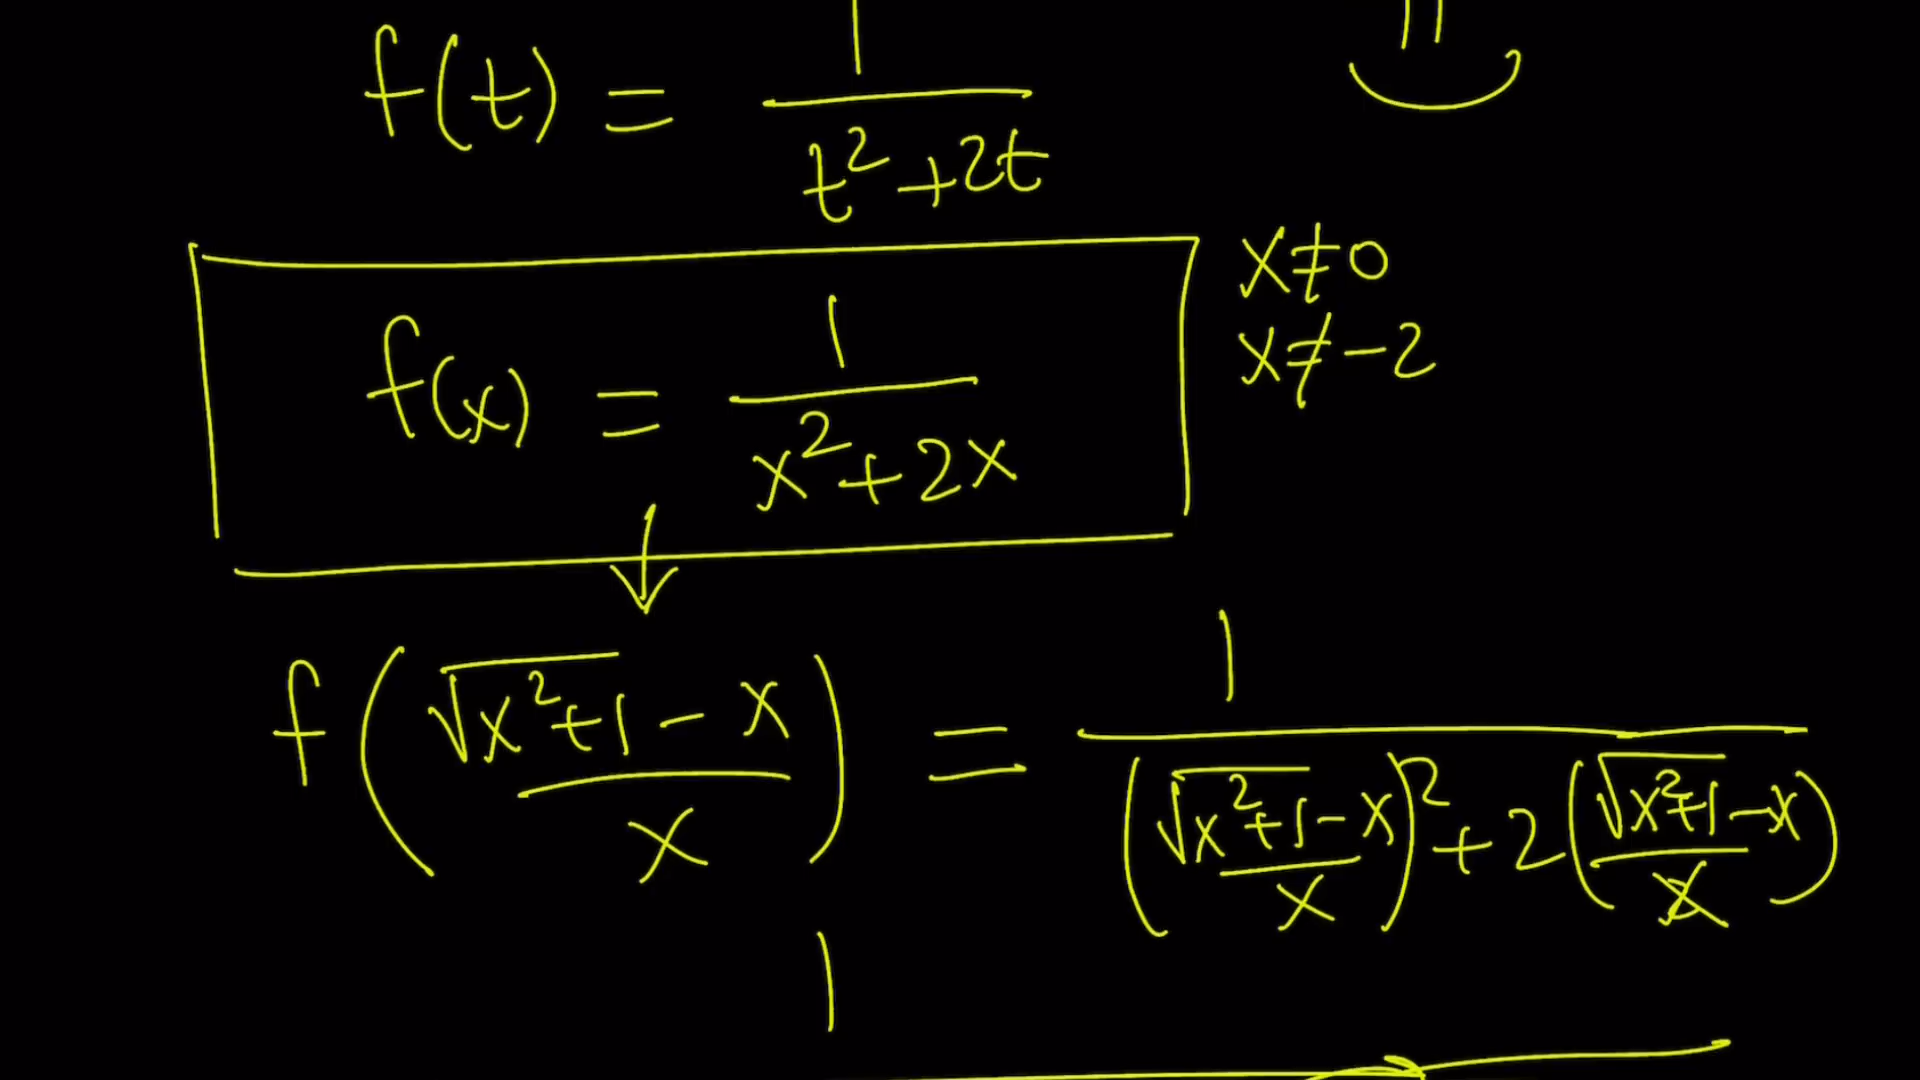 f(t) = 1/(t²+2t)
x≠0
x≠-2
f(x) = 1/(x²+2x)
f((√(x²+1) - x)/x) = 1/(((√(x²+1) - x)/x)² + 2((√(x²+1) - x)/x))
1